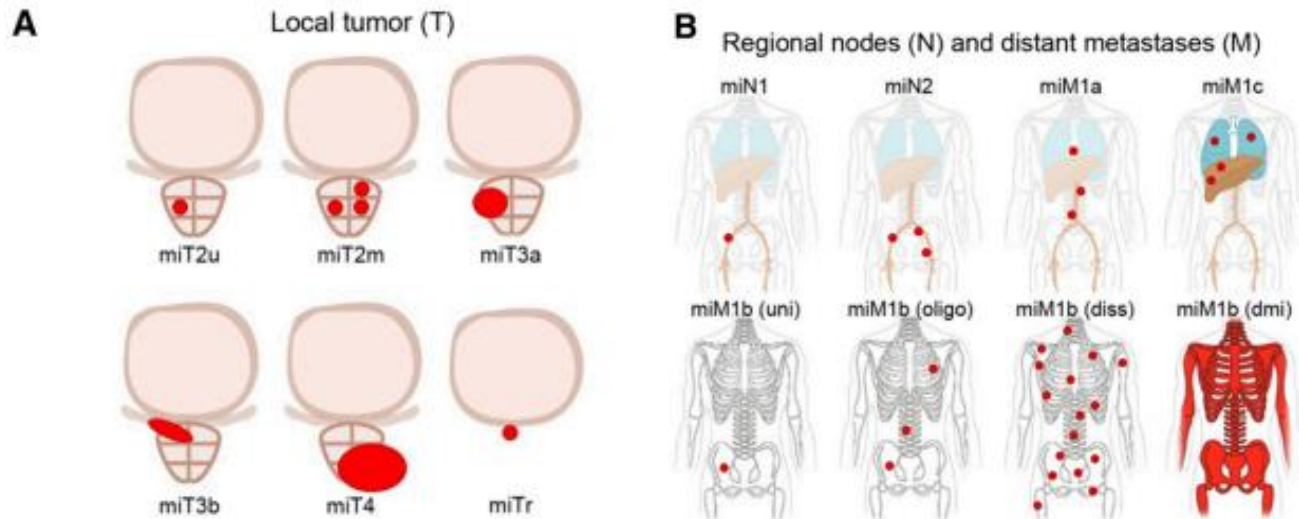 A
Local tumor (T)
miT2u
miT2m
miT3a
miT3b
miT4
miTr
B
Regional nodes (N) and distant metastases (M)
miN1
miN2
miM1a
miM1c
miM1b (uni)
miM1b (oligo)
miM1b (diss)
miM1b (dmi)